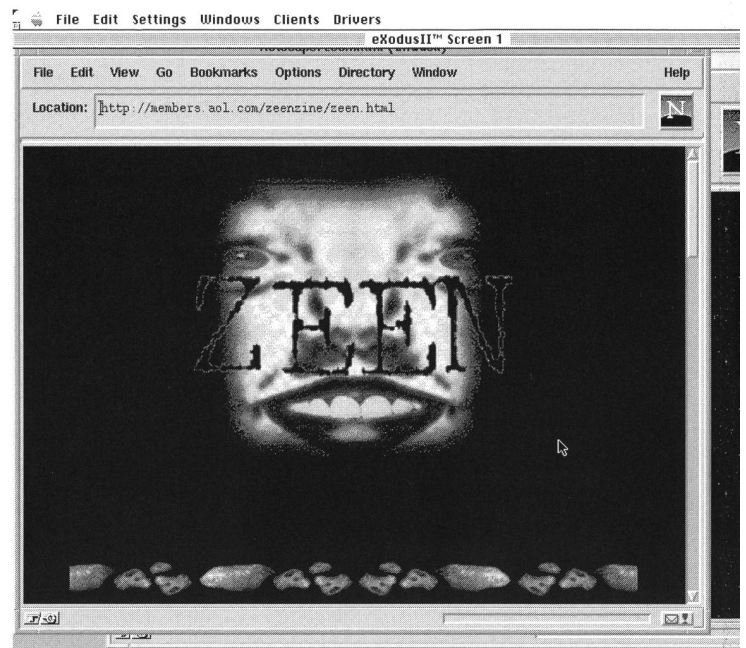 File Edit Settings Windows Clients Drivers
eXodusII™ Screen 1
File Edit View Go Bookmarks Options Directory Window Help
Location: http://members.aol.com/zeenzine/zeen.html
N
ZEEN